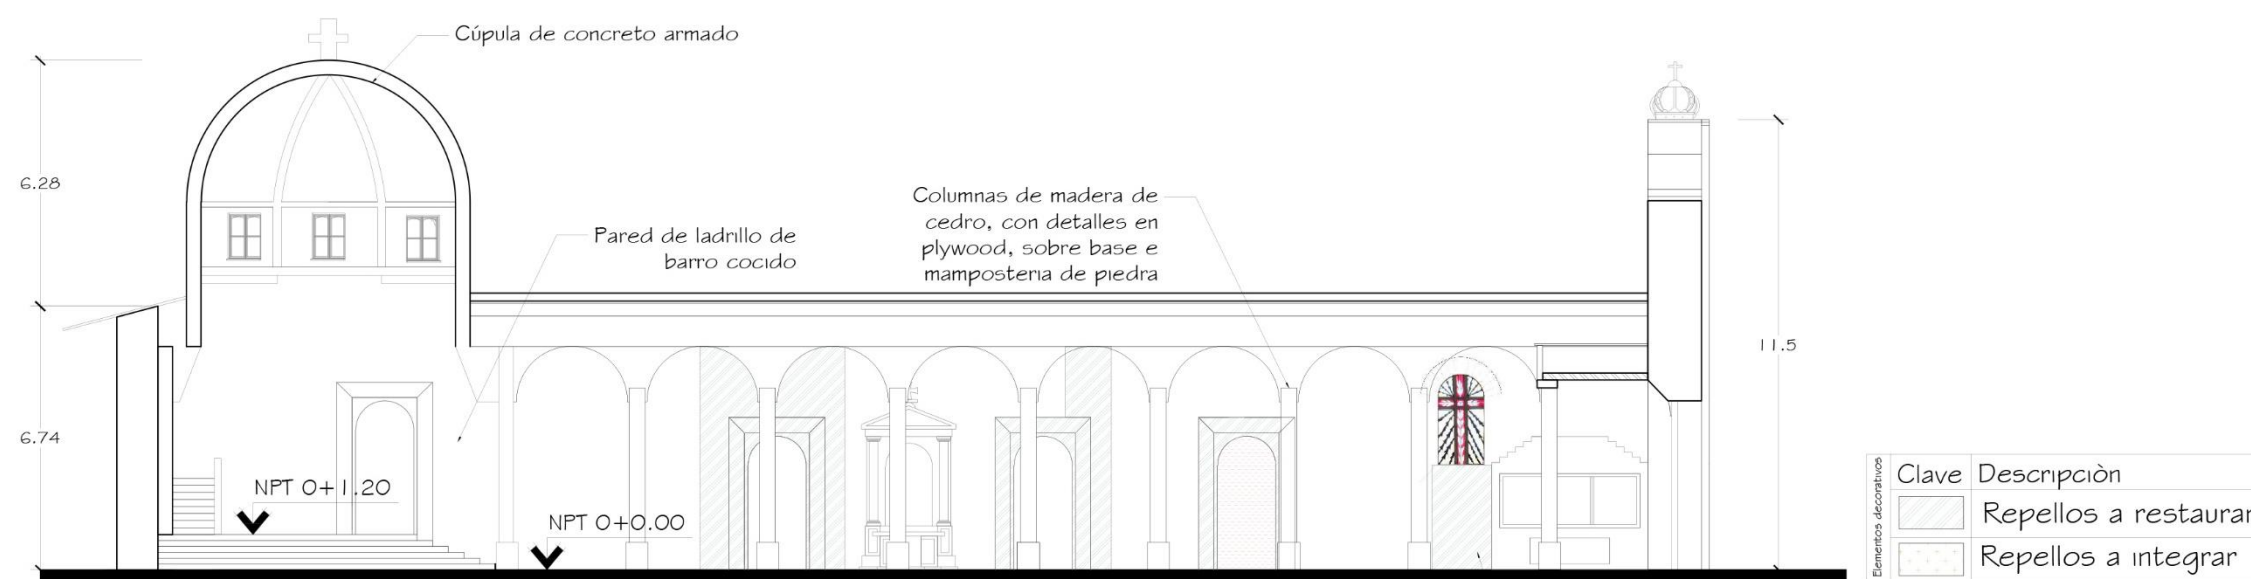 Cúpula de concreto armado
6.28
Pared de ladrillo de
barro cocido
Columnas de madera de
cedro, con detalles en
plywood, sobre base e
mamposteria de piedra
11.5
6.74
NPT 0+1.20
NPT 0+0.00
Elementos decorativos
Clave Descripciòn
Repellos a restaurar
Repellos a integrar